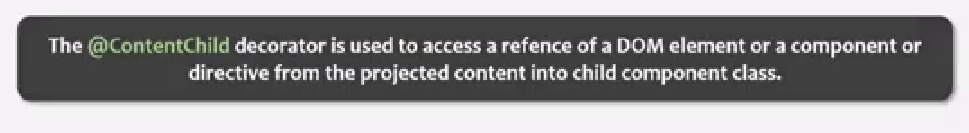 The @ContentChild decorator is used to access a refence of a DOM element or a component or
directive from the projected content into child component class.